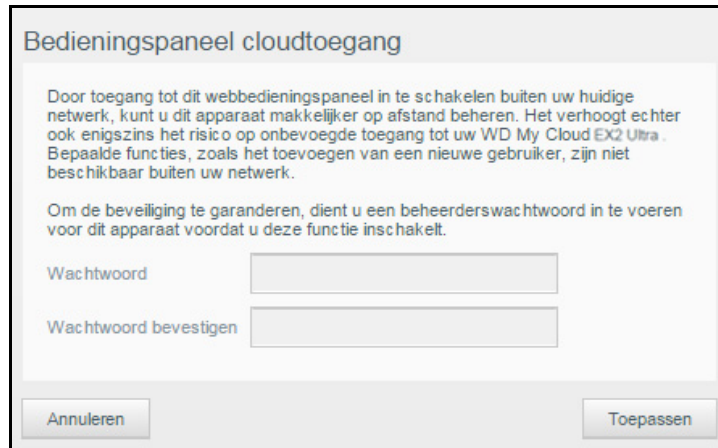 Bedieningspaneel cloudtoegang
Door toegang tot dit webbedieningspaneel in te schakelen buiten uw huidige
netwerk, kunt u dit apparaat makkelijker op afstand beheren. Het verhoogt echter
ook enigszins het risico op onbevoegde toegang tot uw WD My Cloud EX2 Ultra .
Bepaalde functies, zoals het toevoegen van een nieuwe gebruiker, zijn niet
beschikbaar buiten uw netwerk.
Om de beveiliging te garanderen, dient u een beheerderswachtwoord in te voeren
voor dit apparaat voordat u deze functie inschakelt.
Wachtwoord
Wachtwoord bevestigen
Annuleren
Toepassen